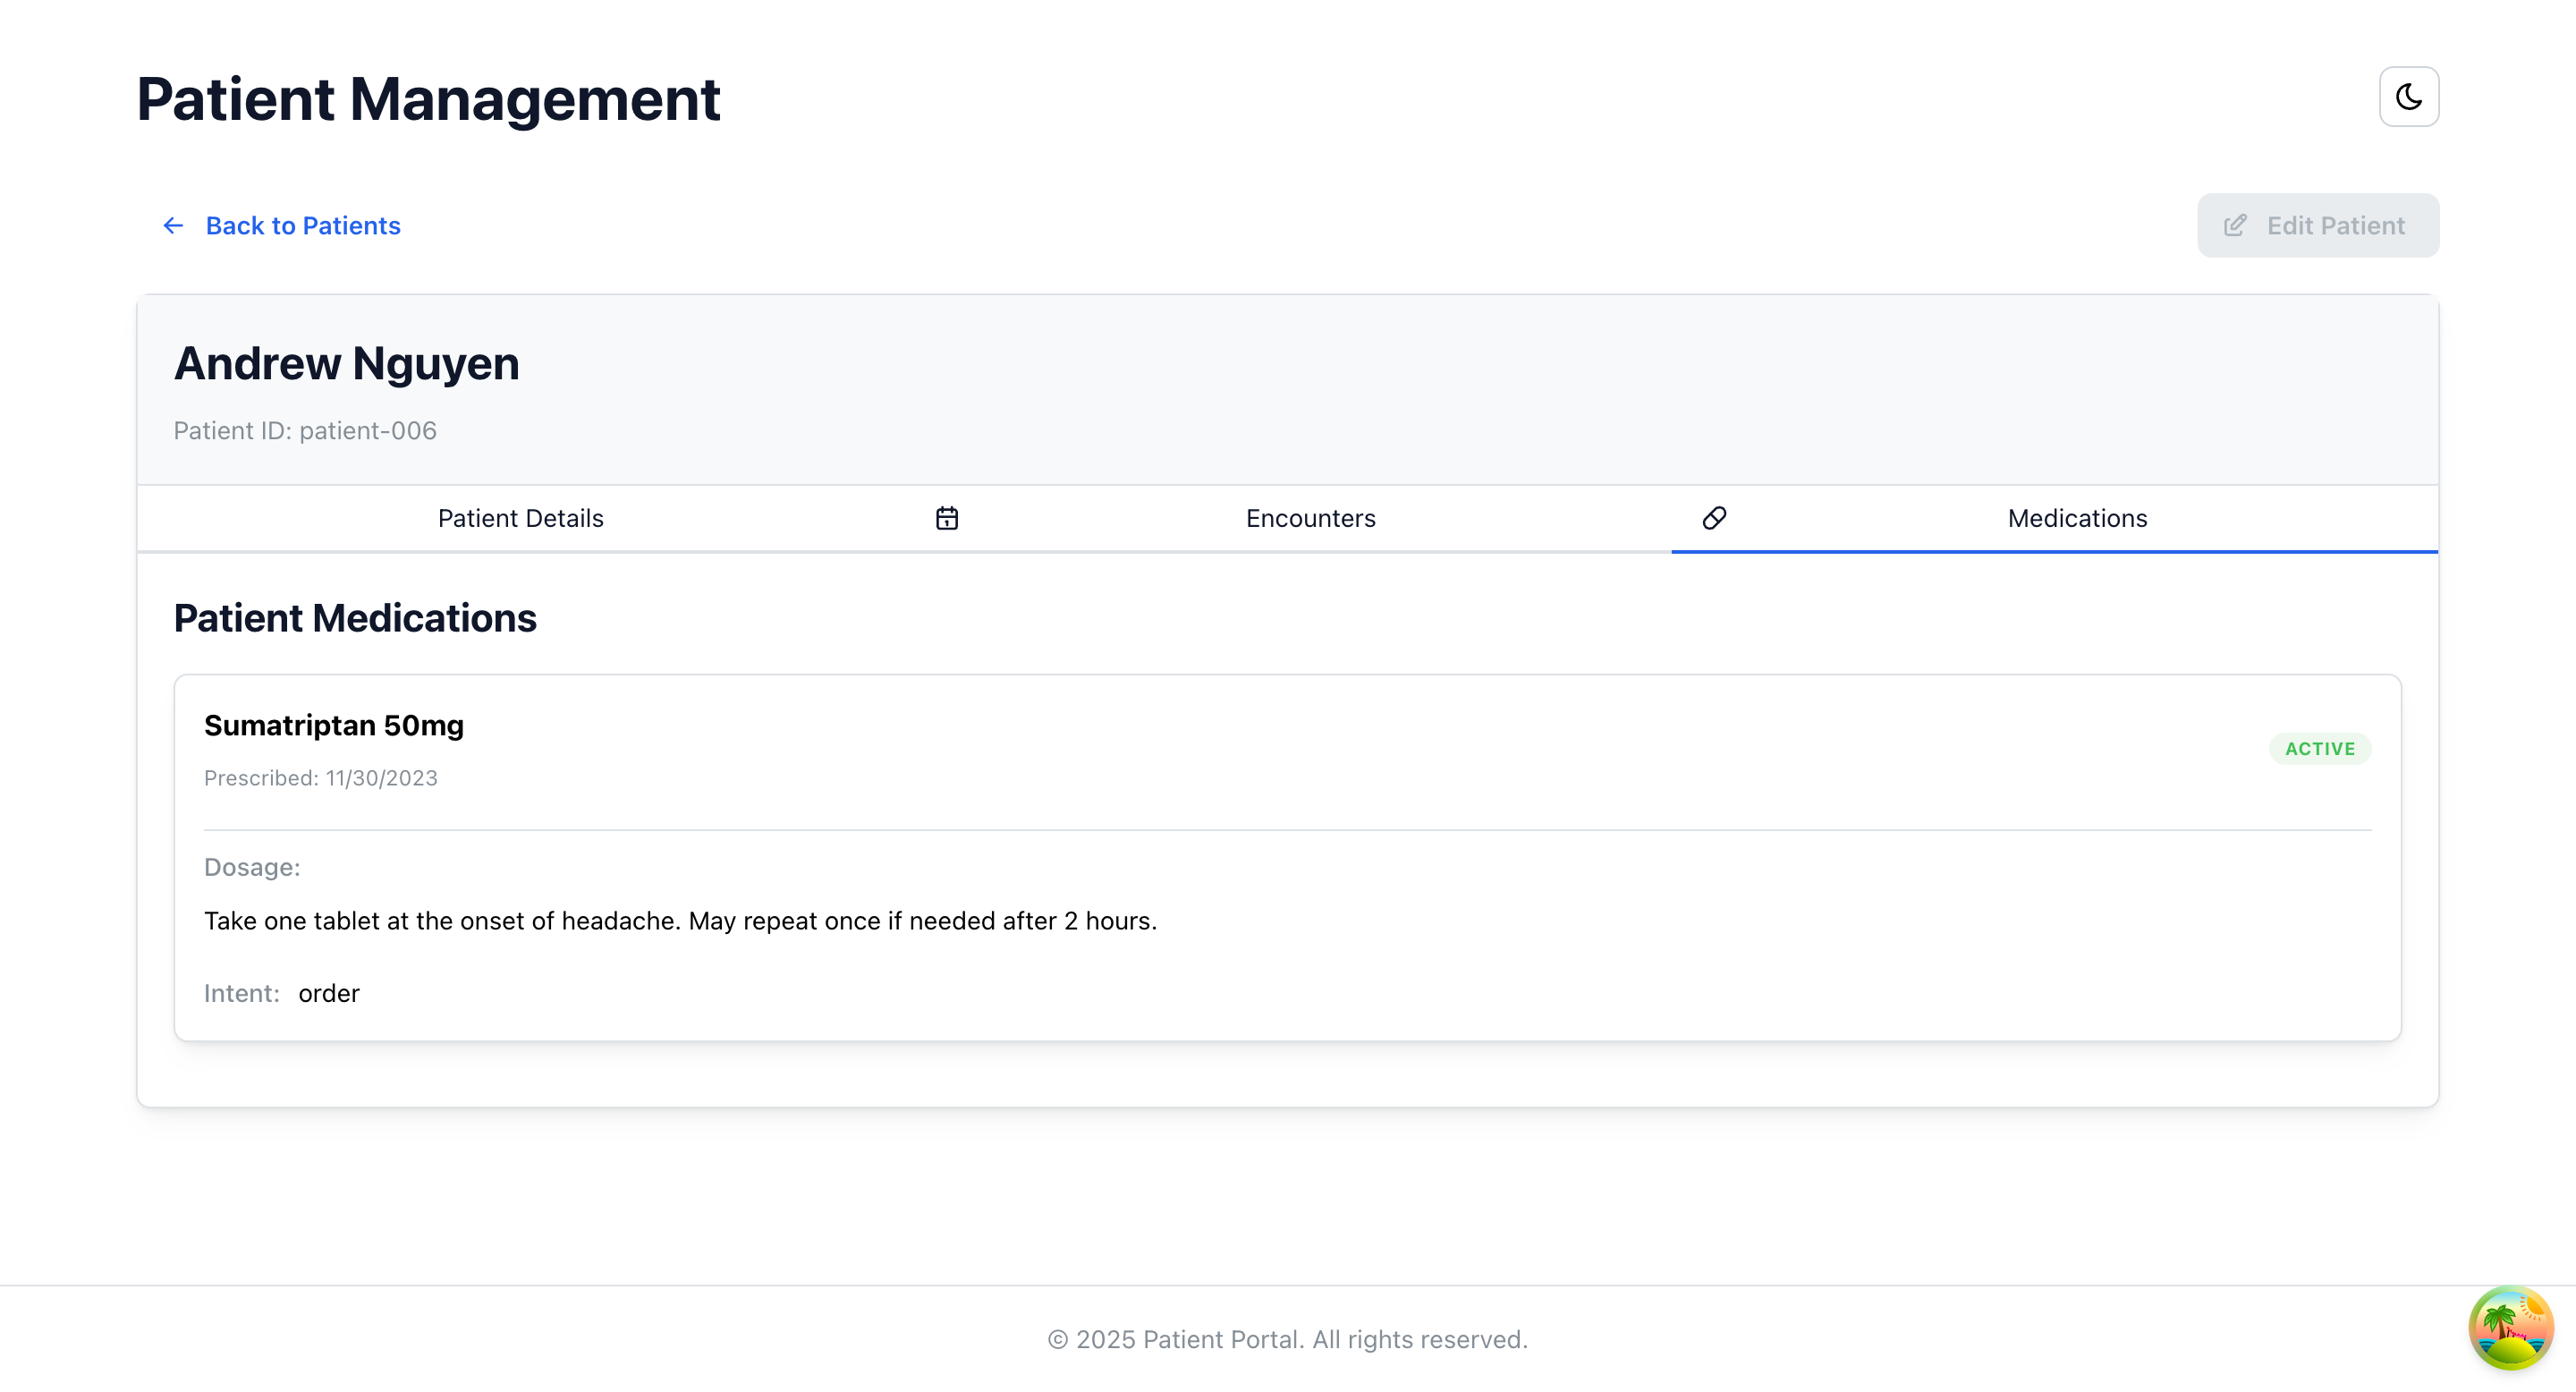 Patient Management
Back to Patients
Edit Patient
Andrew Nguyen
Patient ID: patient-006
Patient Details
Encounters
Medications
Patient Medications
Sumatriptan 50mg
ACTIVE
Prescribed: 11/30/2023
Dosage:
Take one tablet at the onset of headache. May repeat once if needed after 2 hours.
Intent: order
© 2025 Patient Portal. All rights reserved.